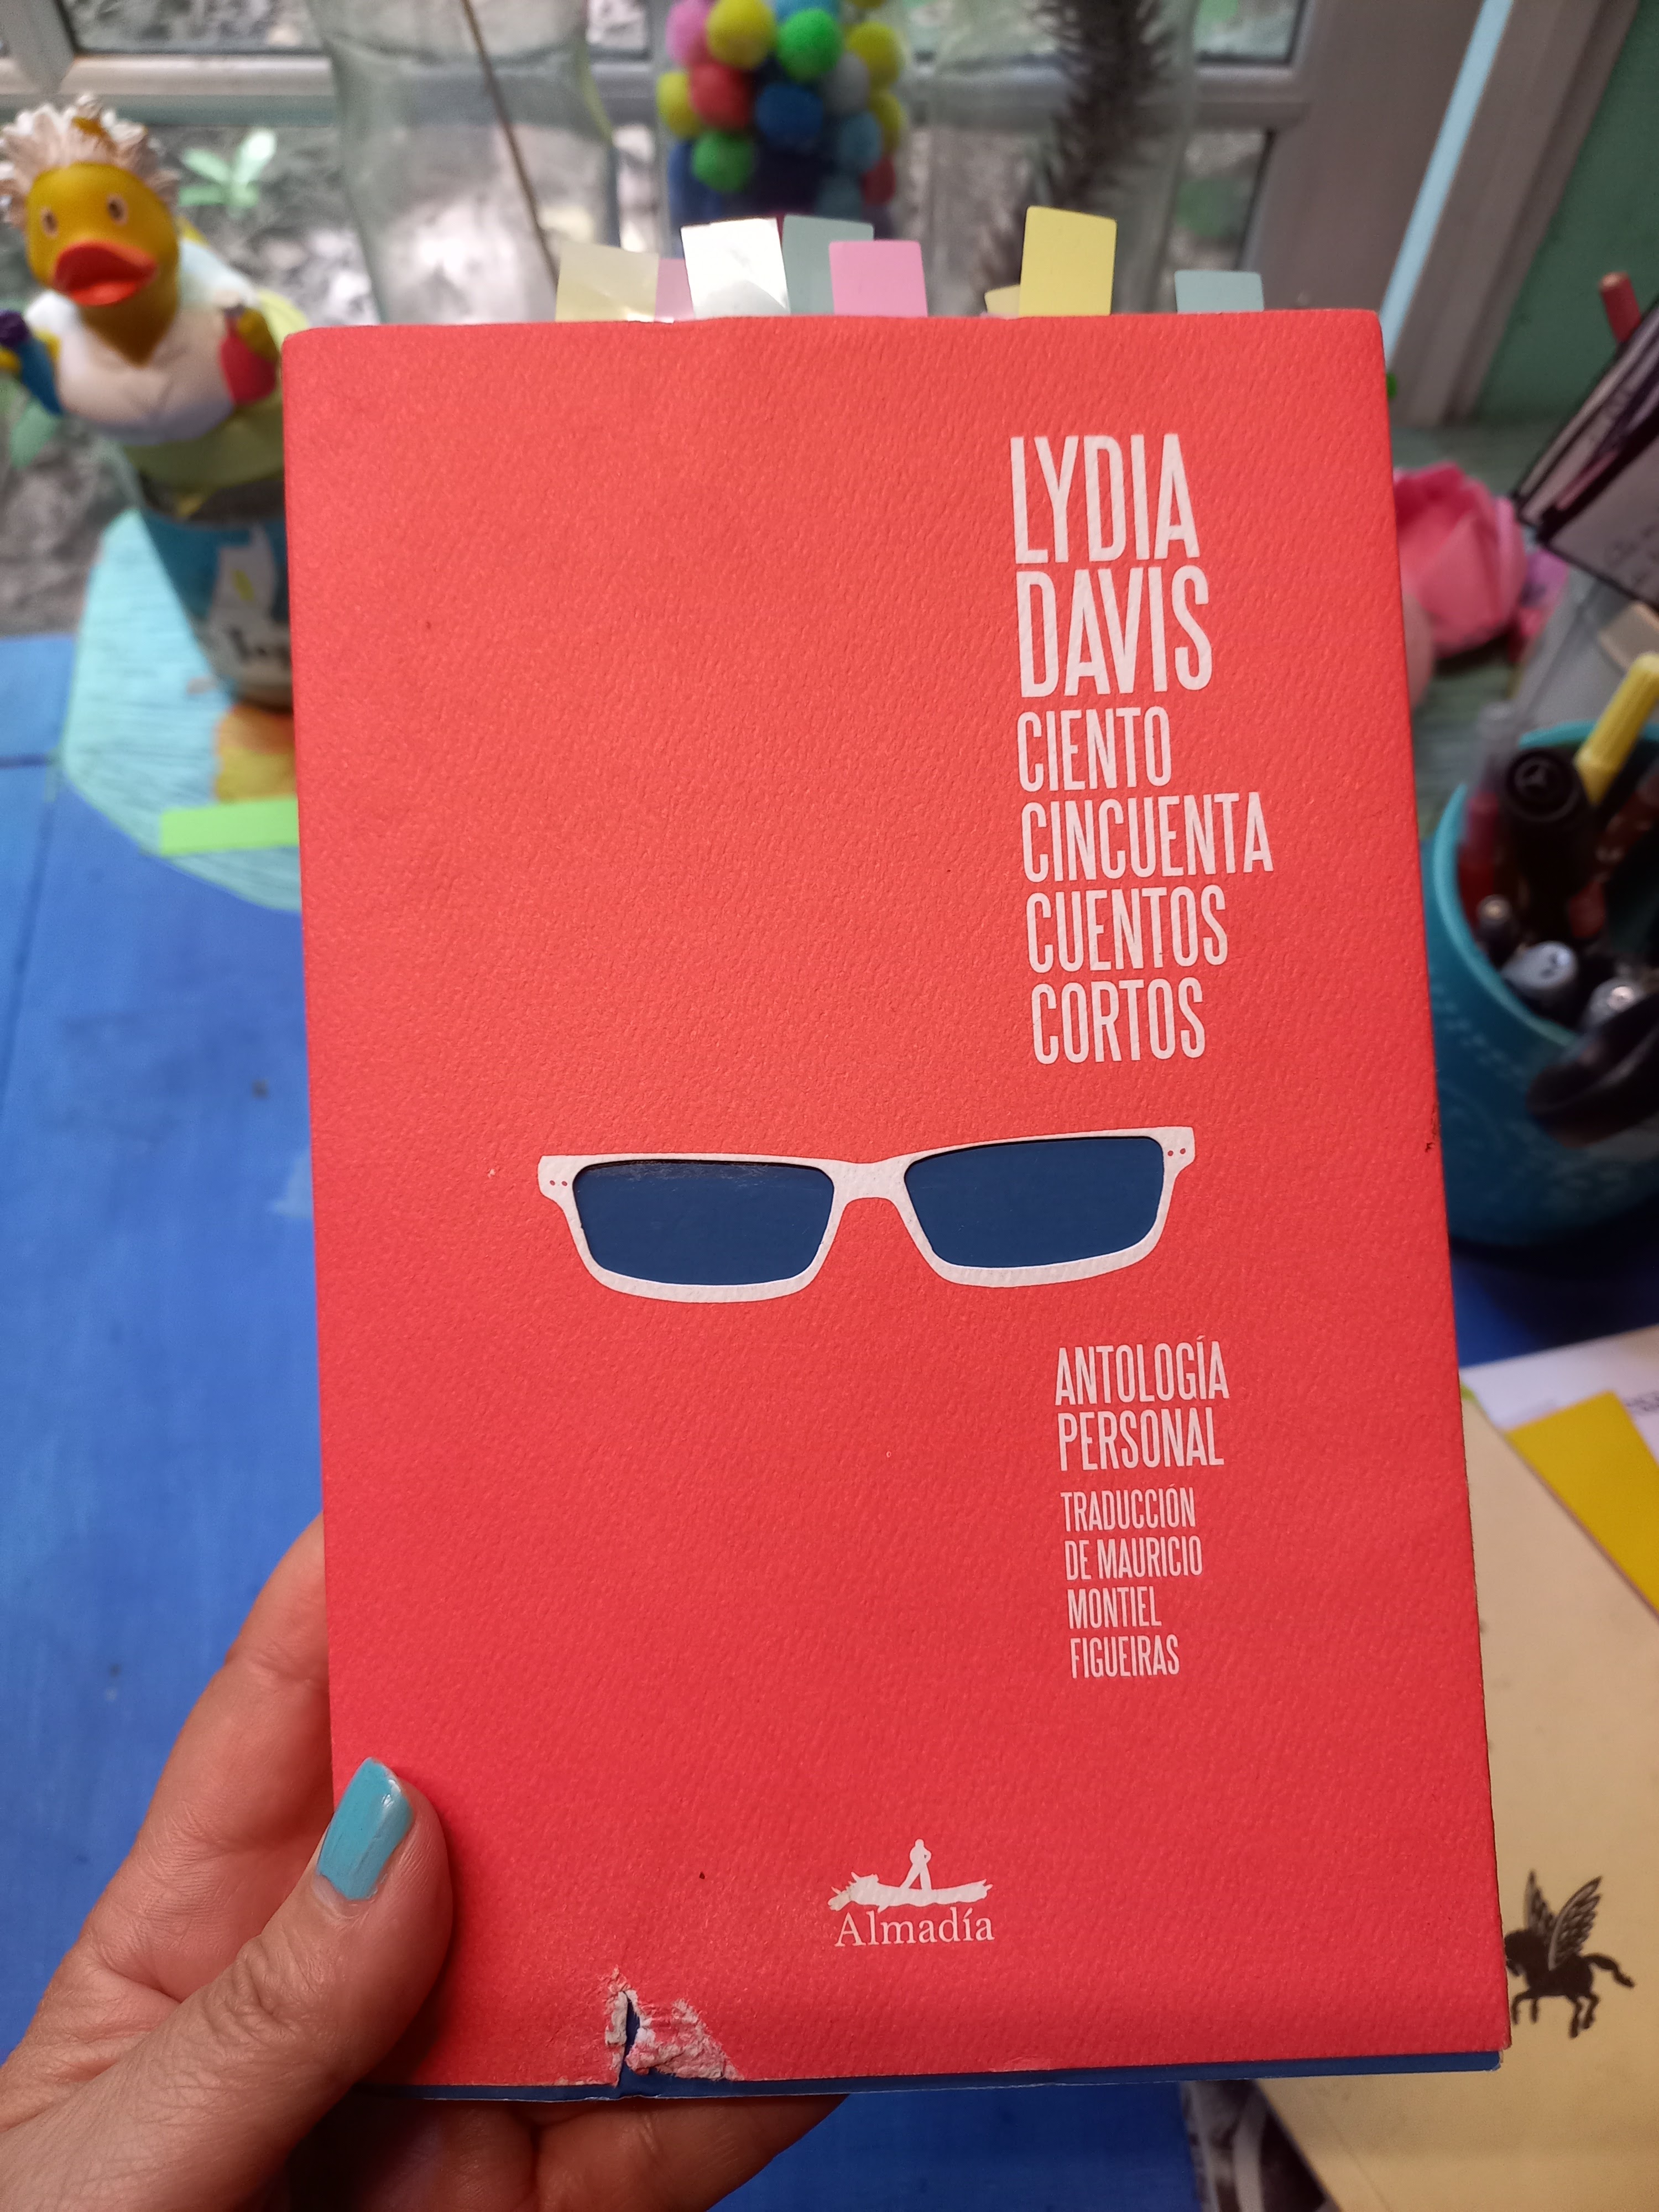 LYDIA
DAVIS
CIENTO
CINCUENTA
CUENTOS
CORTOS
ANTOLOGÍA
PERSONAL
TRADUCCIÓN
DE MAURICIO
MONTIEL
FIGUEIRAS
Almadía